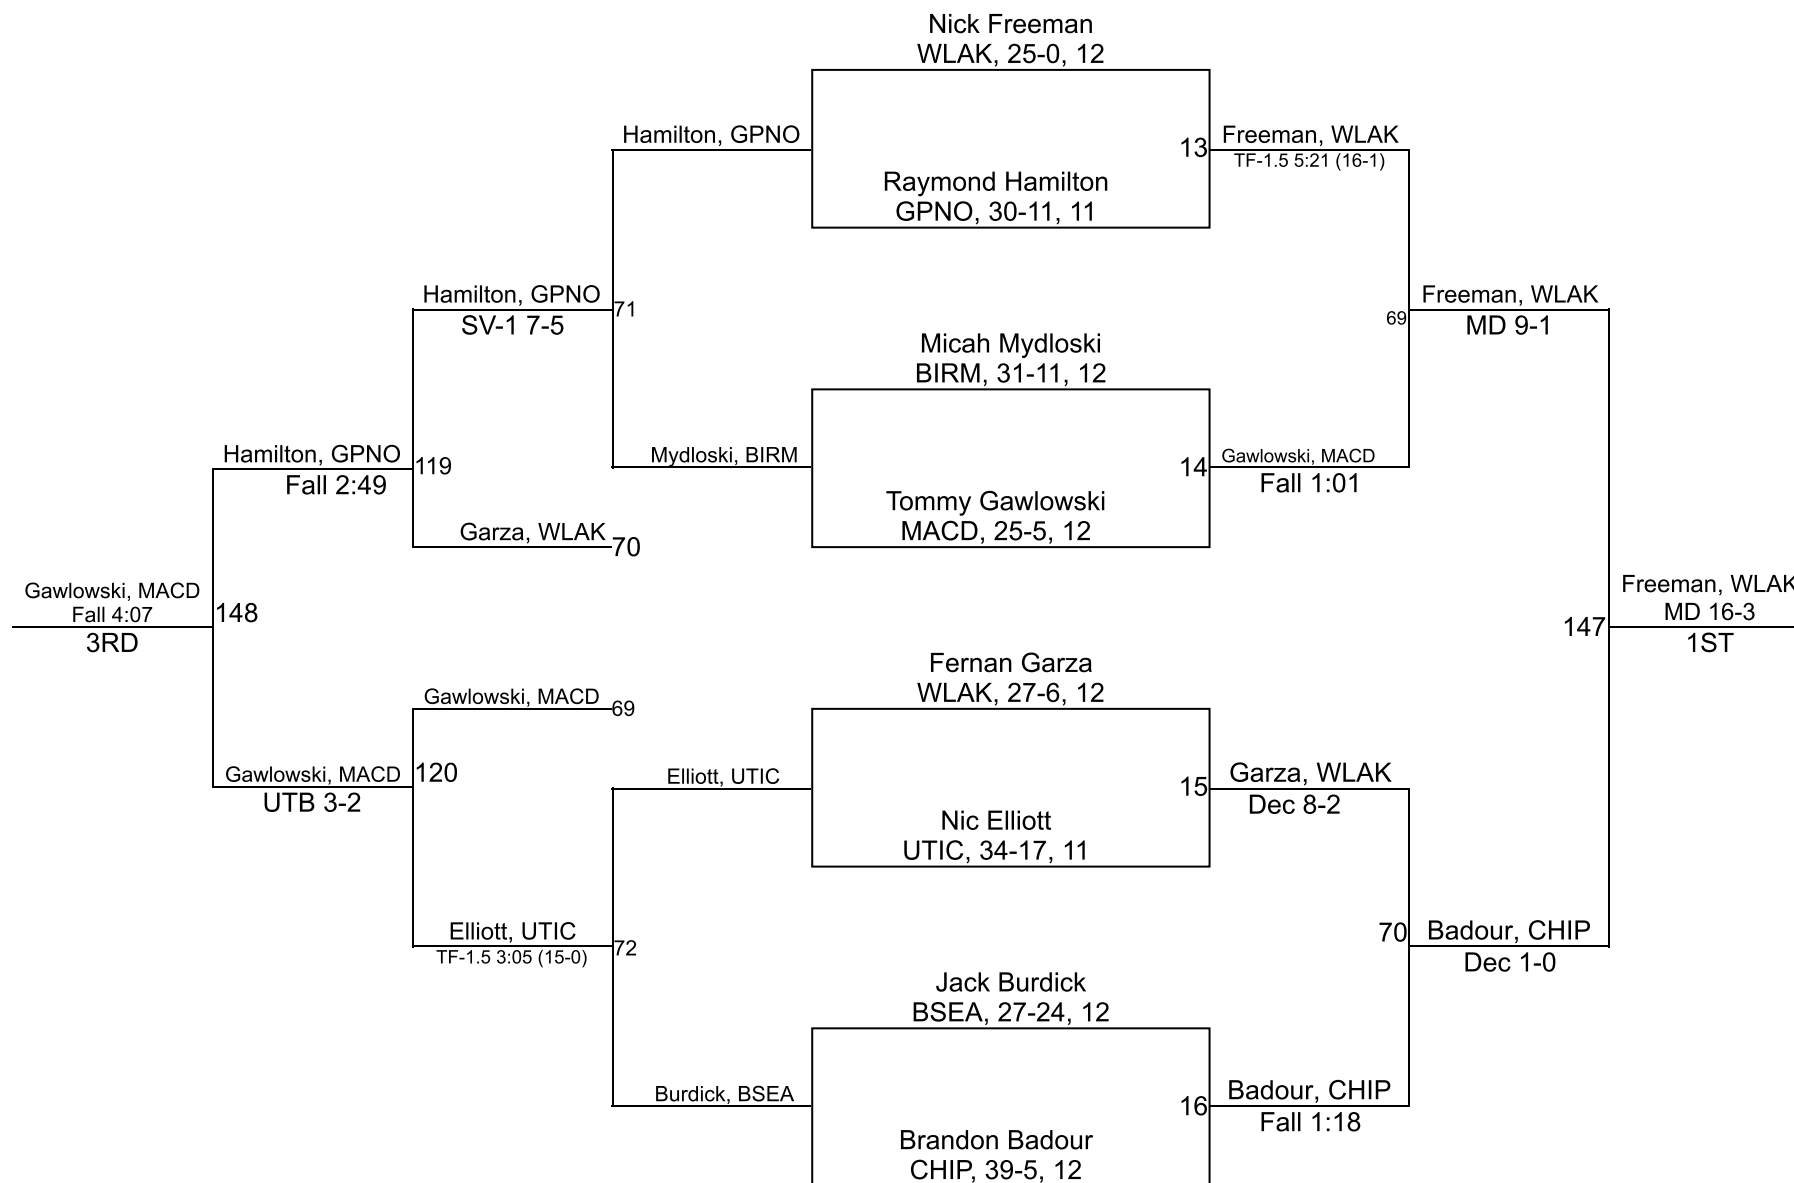 Nick Freeman
WLAK, 25-0, 12
Hamilton, GPNO
13
Freeman, WLAK
TF-1.5 5:21 (16-1)
Raymond Hamilton
GPNO, 30-11, 11
Hamilton, GPNO
SV-1 7-5
71
Freeman, WLAK
MD 9-1
69
Micah Mydloski
BIRM, 31-11, 12
Hamilton, GPNO
Fall 2:49
119
Mydloski, BIRM
14
Gawlowski, MACD
Fall 1:01
Tommy Gawlowski
MACD, 25-5, 12
Garza, WLAK
70
Gawlowski, MACD
Fall 4:07
3RD
148
147
Freeman, WLAK
MD 16-3
1ST
Fernan Garza
WLAK, 27-6, 12
Gawlowski, MACD
69
Gawlowski, MACD
UTB 3-2
120
Elliott, UTIC
15
Garza, WLAK
Dec 8-2
Nic Elliott
UTIC, 34-17, 11
Elliott, UTIC
TF-1.5 3:05 (15-0)
72
70
Badour, CHIP
Dec 1-0
Jack Burdick
BSEA, 27-24, 12
Burdick, BSEA
16
Badour, CHIP
Fall 1:18
Brandon Badour
CHIP, 39-5, 12